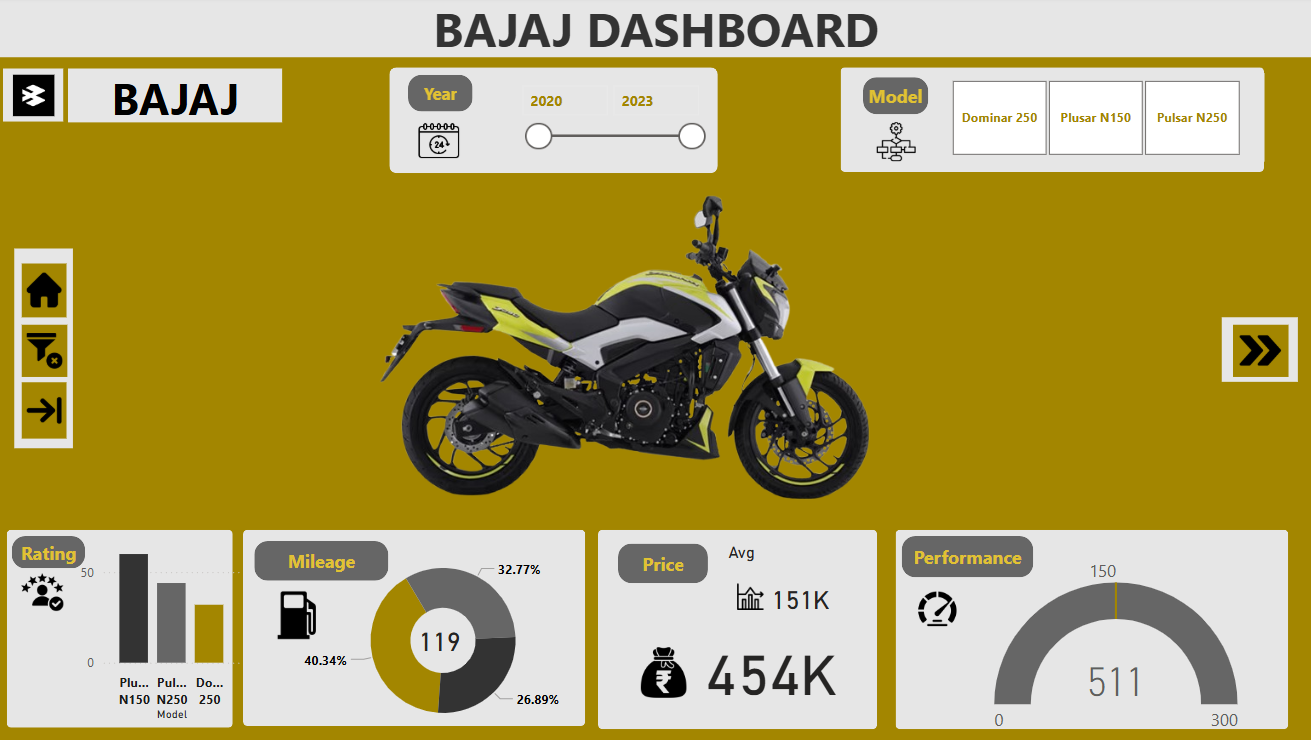 BAJAJ DASHBOARD
BAJAJ
Year
2020 2023
24
Model
Dominar 250 Plusar N150 Pulsar N250
Rating
50
0
Plu... Pul... Do...
N150 N250 250
Model
Mileage
32.77%
119
40.34%
26.89%
Price
Avg
151K
₹
454K
Performance
150
511
0 300